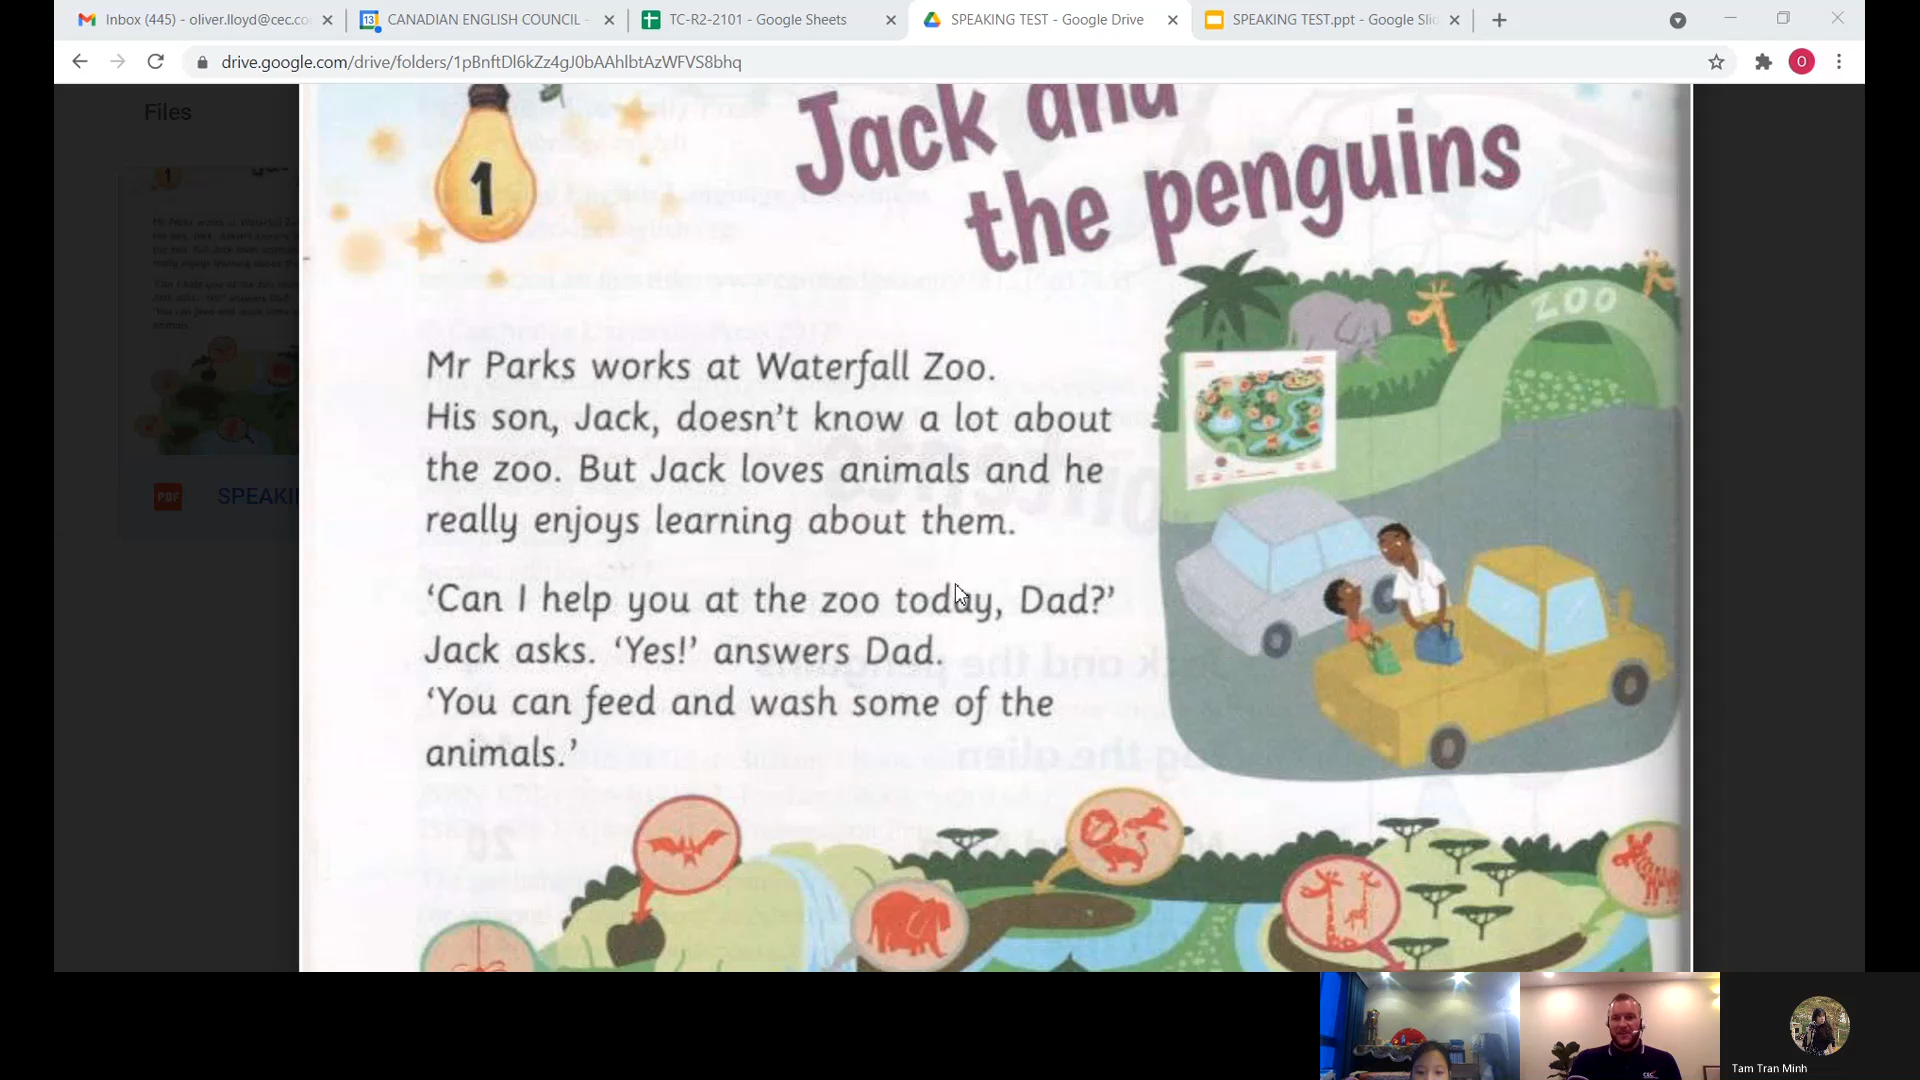 Inbox (445) - oliver.lloyd@cec.co
CANADIAN ENGLISH COUNCIL -
TC-R2-2101 - Google Sheets
SPEAKING TEST - Google Drive
SPEAKING TEST.ppt - Google Slid
drive.google.com/drive/folders/1pBnftDl6kZz4gJ0bAAhlbtAzWFVS8bhq
O
Files
PDF
SPEAKI
1
Jack and
the penguins
ZOO
Mr Parks works at Waterfall Zoo.
His son, Jack, doesn't know a lot about
the zoo. But Jack loves animals and he
really enjoys learning about them.
'Can I help you at the zoo today, Dad?'
Jack asks. 'Yes!' answers Dad.
'You can feed and wash some of the
animals.'
Tam Tran Minh